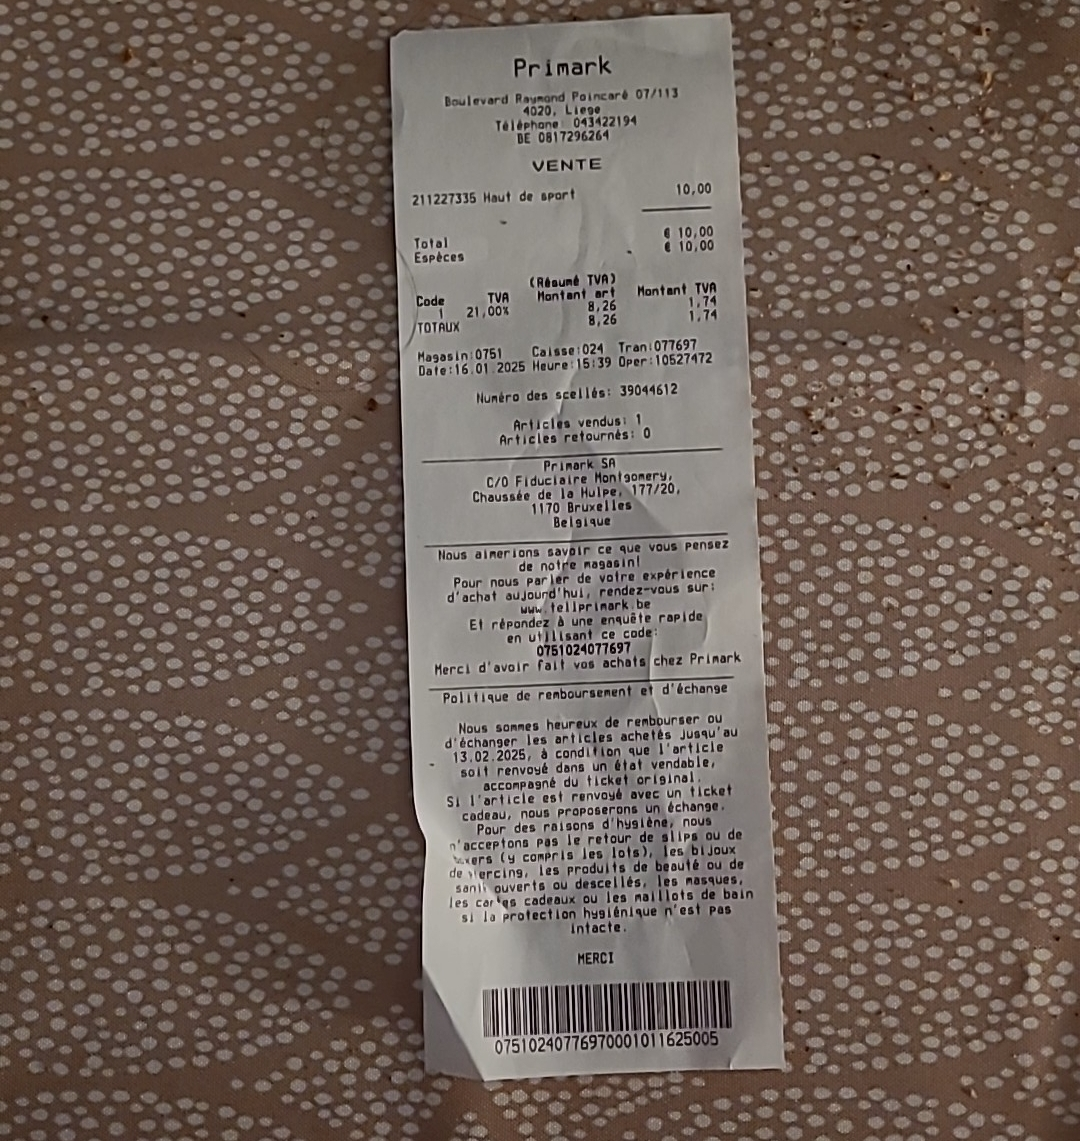 Primark
Boulevard Raymond Poincaré 07/113
4020, Liege
Téléphone: 043422194
BE 0817296264
VENTE
211227335 Haut de sport 10,00
Total € 10,00
Espèces € 10,00
(Résumé TVA)
Code TVA Montant art Montant TVA
1 21,00% 8,26 1,74
TOTAUX 8,26 1,74
Magasin:0751 Caisse:024 Tran:077697
Date:16.01.2025 Heure:15:39 Oper:10527472
Numéro des scellés: 39044612
Articles vendus: 1
Articles retournés: 0
Primark SA
C/O Fiduciaire Montgomery,
Chaussée de la Hulpe, 177/20,
1170 Bruxelles
Belgique
Nous aimerions savoir ce que vous pensez
de notre magasin!
Pour nous parler de votre expérience
d'achat aujourd'hui, rendez-vous sur:
www.tellprimark.be
Et répondez à une enquête rapide
en utilisant ce code:
0751024077697
Merci d'avoir fait vos achats chez Primark
Politique de remboursement et d'échange
Nous sommes heureux de rembourser ou
d'échanger les articles achetés jusqu'au
13.02.2025, à condition que l'article
soit renvoyé dans un état vendable,
accompagné du ticket original.
Si l'article est renvoyé avec un ticket
cadeau, nous proposerons un échange.
Pour des raisons d'hygiène, nous
n'acceptons pas le retour de slips ou de
(y compris les lots), les bijoux
de piercing, les produits de beauté ou de
santé ouverts ou descellés, les masques,
les cartes cadeaux ou les maillots de bain
si la protection hygiénique n'est pas
intacte.
MERCI
07510240776970001011625005